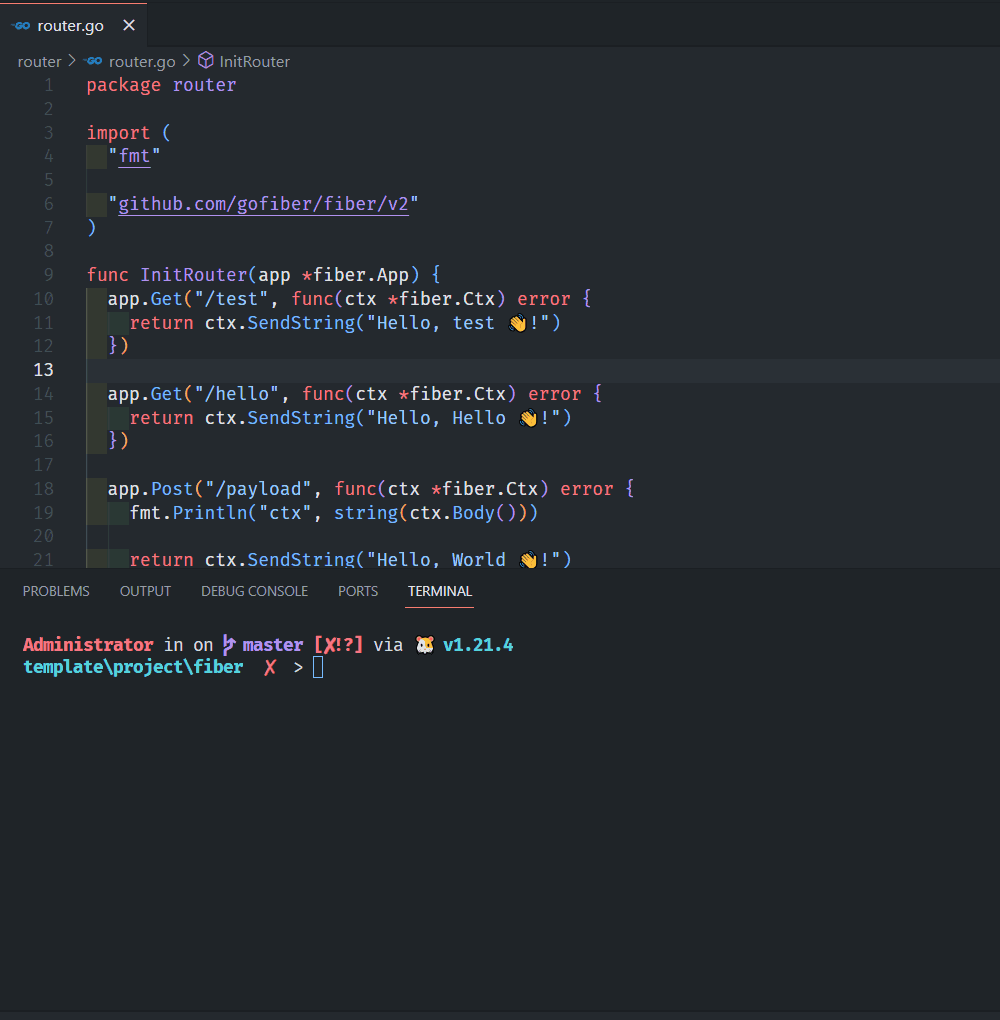 router.go
router > router.go > InitRouter
1 package router
2
3 import (
4 "fmt"
5
6 "github.com/gofiber/fiber/v2"
7 )
8
9 func InitRouter(app *fiber.App) {
10 app.Get("/test", func(ctx *fiber.Ctx) error {
11 return ctx.SendString("Hello, test 👋!")
12 })
13
14 app.Get("/hello", func(ctx *fiber.Ctx) error {
15 return ctx.SendString("Hello, Hello 👋!")
16 })
17
18 app.Post("/payload", func(ctx *fiber.Ctx) error {
19 fmt.Println("ctx", string(ctx.Body()))
20
21 return ctx.SendString("Hello, World 👋!")
PROBLEMS OUTPUT DEBUG CONSOLE PORTS TERMINAL
Administrator in on master [✘!?] via 🐹 v1.21.4
template\project\fiber ✗ >